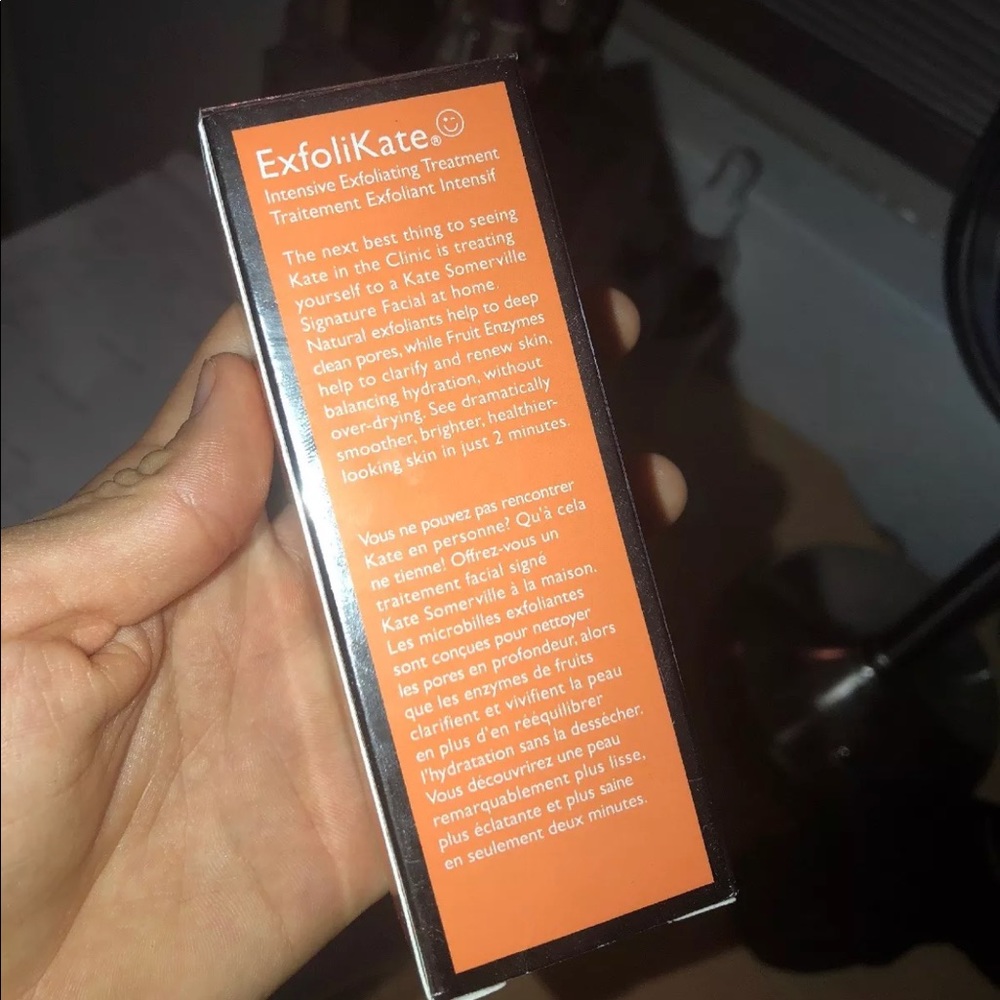 ExfoliKate®
Intensive Exfoliating Treatment
Traitement Exfoliant Intensif
The next best thing to seeing
Kate in the Clinic is treating
yourself to a Kate Somerville
Signature Facial at home.
Natural exfoliants help to deep
clean pores, while Fruit Enzymes
help to clarify and renew skin,
balancing hydration, without
over-drying. See dramatically
smoother, brighter, healthier-
looking skin in just 2 minutes.
Vous ne pouvez pas rencontrer
Kate en personne? Qu'à cela
ne tienne! Offrez-vous un
traitement facial signé
Kate Somerville à la maison.
Les microbilles exfoliantes
sont conçues pour nettoyer
les pores en profondeur, alors
que les enzymes de fruits
clarifient et vivifient la peau
en plus d'en rééquilibrer
l'hydratation sans la dessécher.
Vous découvrirez une peau
remarquablement plus lisse,
plus éclatante et plus saine
en seulement deux minutes.